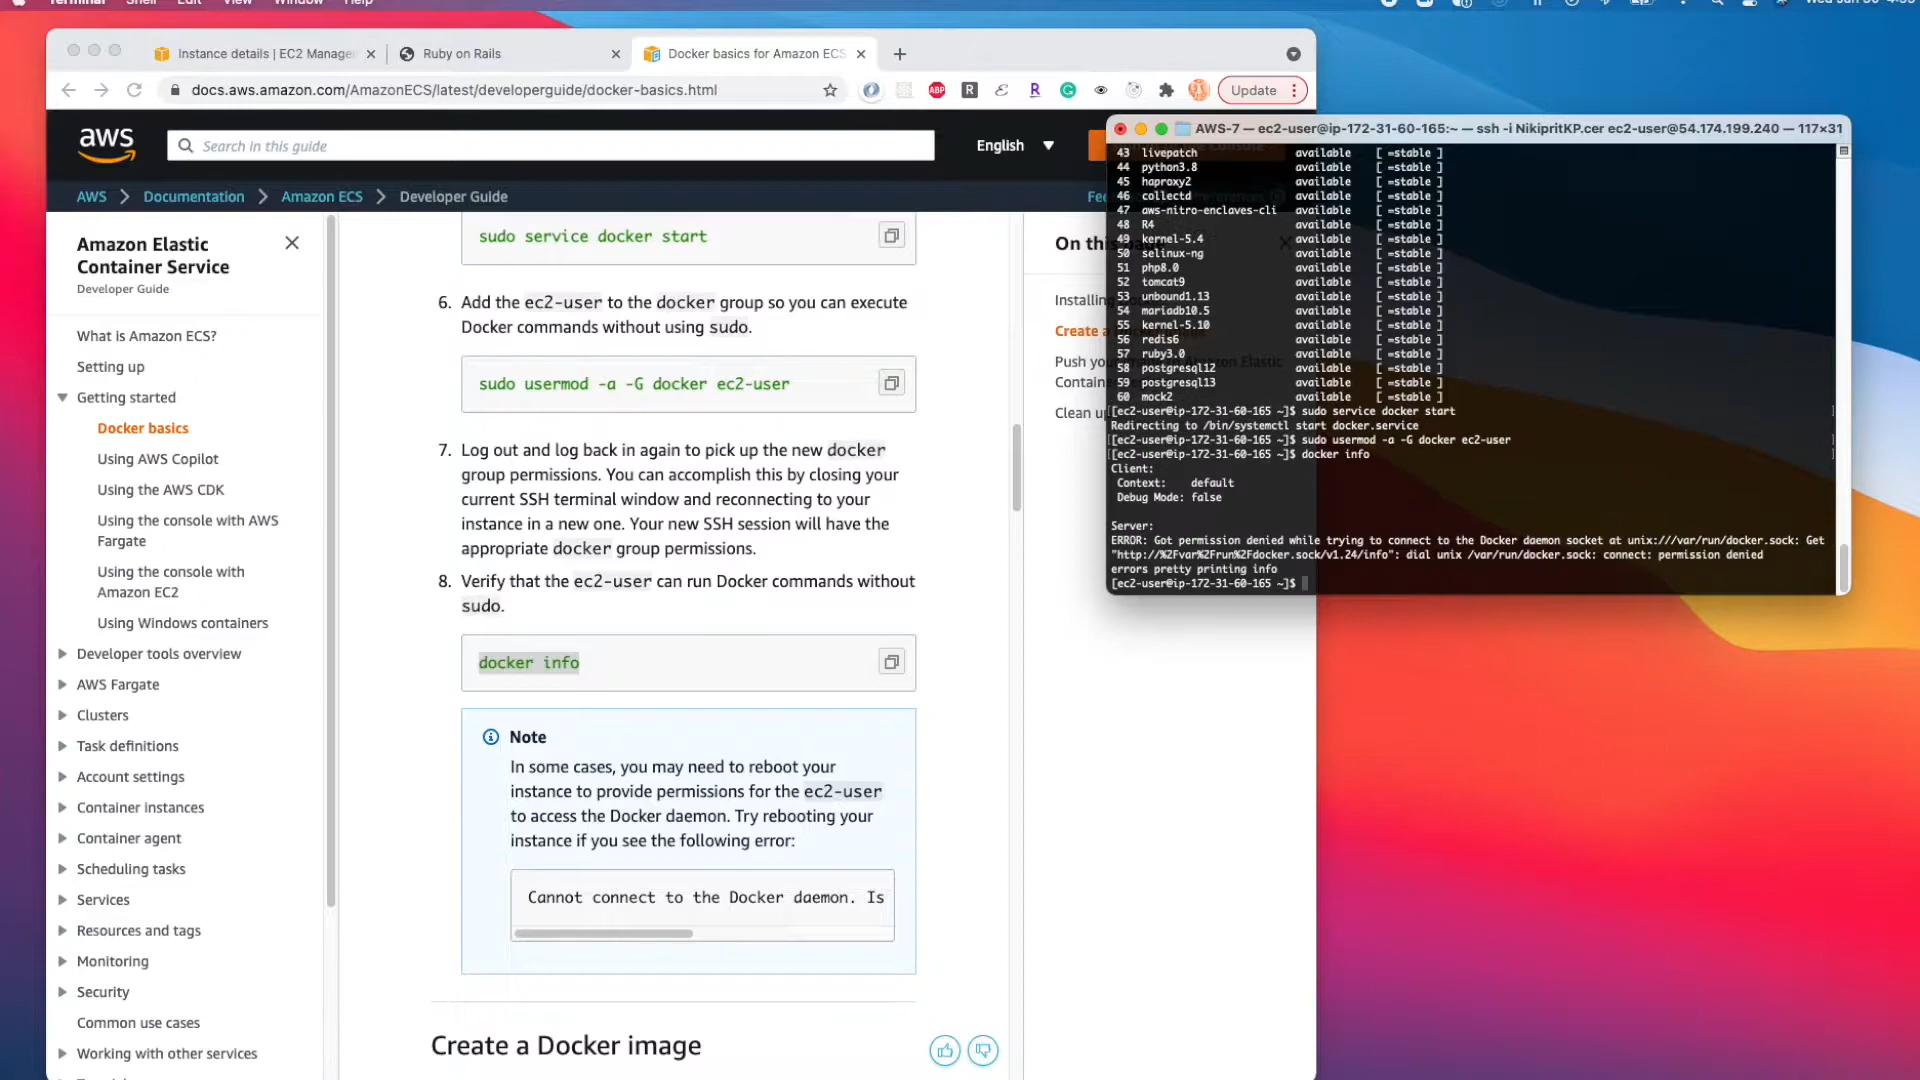 Terminal Shell Edit View Window Help
Instance details | EC2 Manage
Ruby on Rails
Docker basics for Amazon ECS
docs.aws.amazon.com/AmazonECS/latest/developerguide/docker-basics.html
ABP
Update
aws
Search in this guide
English
AWS
Documentation
Amazon ECS
Developer Guide
Amazon Elastic
Container Service
Developer Guide
What is Amazon ECS?
Setting up
Getting started
Docker basics
Using AWS Copilot
Using the AWS CDK
Using the console with AWS
Fargate
Using the console with
Amazon EC2
Using Windows containers
Developer tools overview
AWS Fargate
Clusters
Task definitions
Account settings
Container instances
Container agent
Scheduling tasks
Services
Resources and tags
Monitoring
Security
Common use cases
Working with other services
sudo service docker start
6. Add the ec2-user to the docker group so you can execute
Docker commands without using sudo.
sudo usermod -a -G docker ec2-user
7. Log out and log back in again to pick up the new docker
group permissions. You can accomplish this by closing your
current SSH terminal window and reconnecting to your
instance in a new one. Your new SSH session will have the
appropriate docker group permissions.
8. Verify that the ec2-user can run Docker commands without
sudo.
docker info
Note
In some cases, you may need to reboot your
instance to provide permissions for the ec2-user
to access the Docker daemon. Try rebooting your
instance if you see the following error:
Cannot connect to the Docker daemon. Is
Create a Docker image
On this page
Installing
Create a
Push your
Amazon Elastic
Contain
Clean up
AWS-7 — ec2-user@ip-172-31-60-165:~ — ssh -i NikipritKP.cer ec2-user@54.174.199.240 — 117×31
43 livepatch available [ =stable ]
44 python3.8 available [ =stable ]
45 haproxy2 available [ =stable ]
46 collectd available [ =stable ]
47 aws-nitro-enclaves-cli available [ =stable ]
48 R4 available [ =stable ]
49 kernel-5.4 available [ =stable ]
50 selinux-ng available [ =stable ]
51 php8.0 available [ =stable ]
52 tomcat9 available [ =stable ]
53 unbound1.13 available [ =stable ]
54 mariadb10.5 available [ =stable ]
55 kernel-5.10 available [ =stable ]
56 redis6 available [ =stable ]
57 ruby3.0 available [ =stable ]
58 postgresql12 available [ =stable ]
59 postgresql13 available [ =stable ]
60 mock2 available [ =stable ]
[[ec2-user@ip-172-31-60-165 ~]$ sudo service docker start ]
Redirecting to /bin/systemctl start docker.service
[[ec2-user@ip-172-31-60-165 ~]$ sudo usermod -a -G docker ec2-user ]
[[ec2-user@ip-172-31-60-165 ~]$ docker info ]
Client:
Context: default
Debug Mode: false
Server:
ERROR: Got permission denied while trying to connect to the Docker daemon socket at unix:///var/run/docker.sock: Get
"http://%2Fvar%2Frun%2Fdocker.sock/v1.24/info": dial unix /var/run/docker.sock: connect: permission denied
errors pretty printing info
[ec2-user@ip-172-31-60-165 ~]$